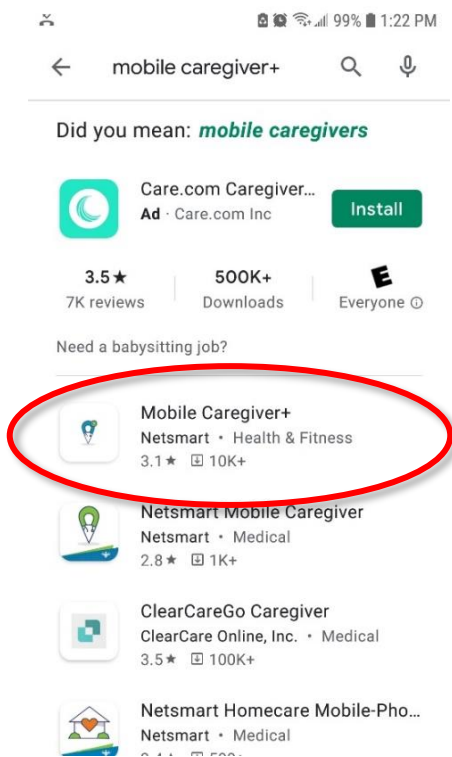 99% 1:22 PM
mobile caregiver+
Did you mean: mobile caregivers
Care.com Caregiver...
Ad · Care.com Inc
Install
3.5★ 500K+ E
7K reviews Downloads Everyone
Need a babysitting job?
Mobile Caregiver+
Netsmart • Health & Fitness
3.1★ 10K+
Netsmart Mobile Caregiver
Netsmart • Medical
2.8★ 1K+
ClearCareGo Caregiver
ClearCare Online, Inc. • Medical
3.5★ 100K+
Netsmart Homecare Mobile-Pho...
Netsmart • Medical